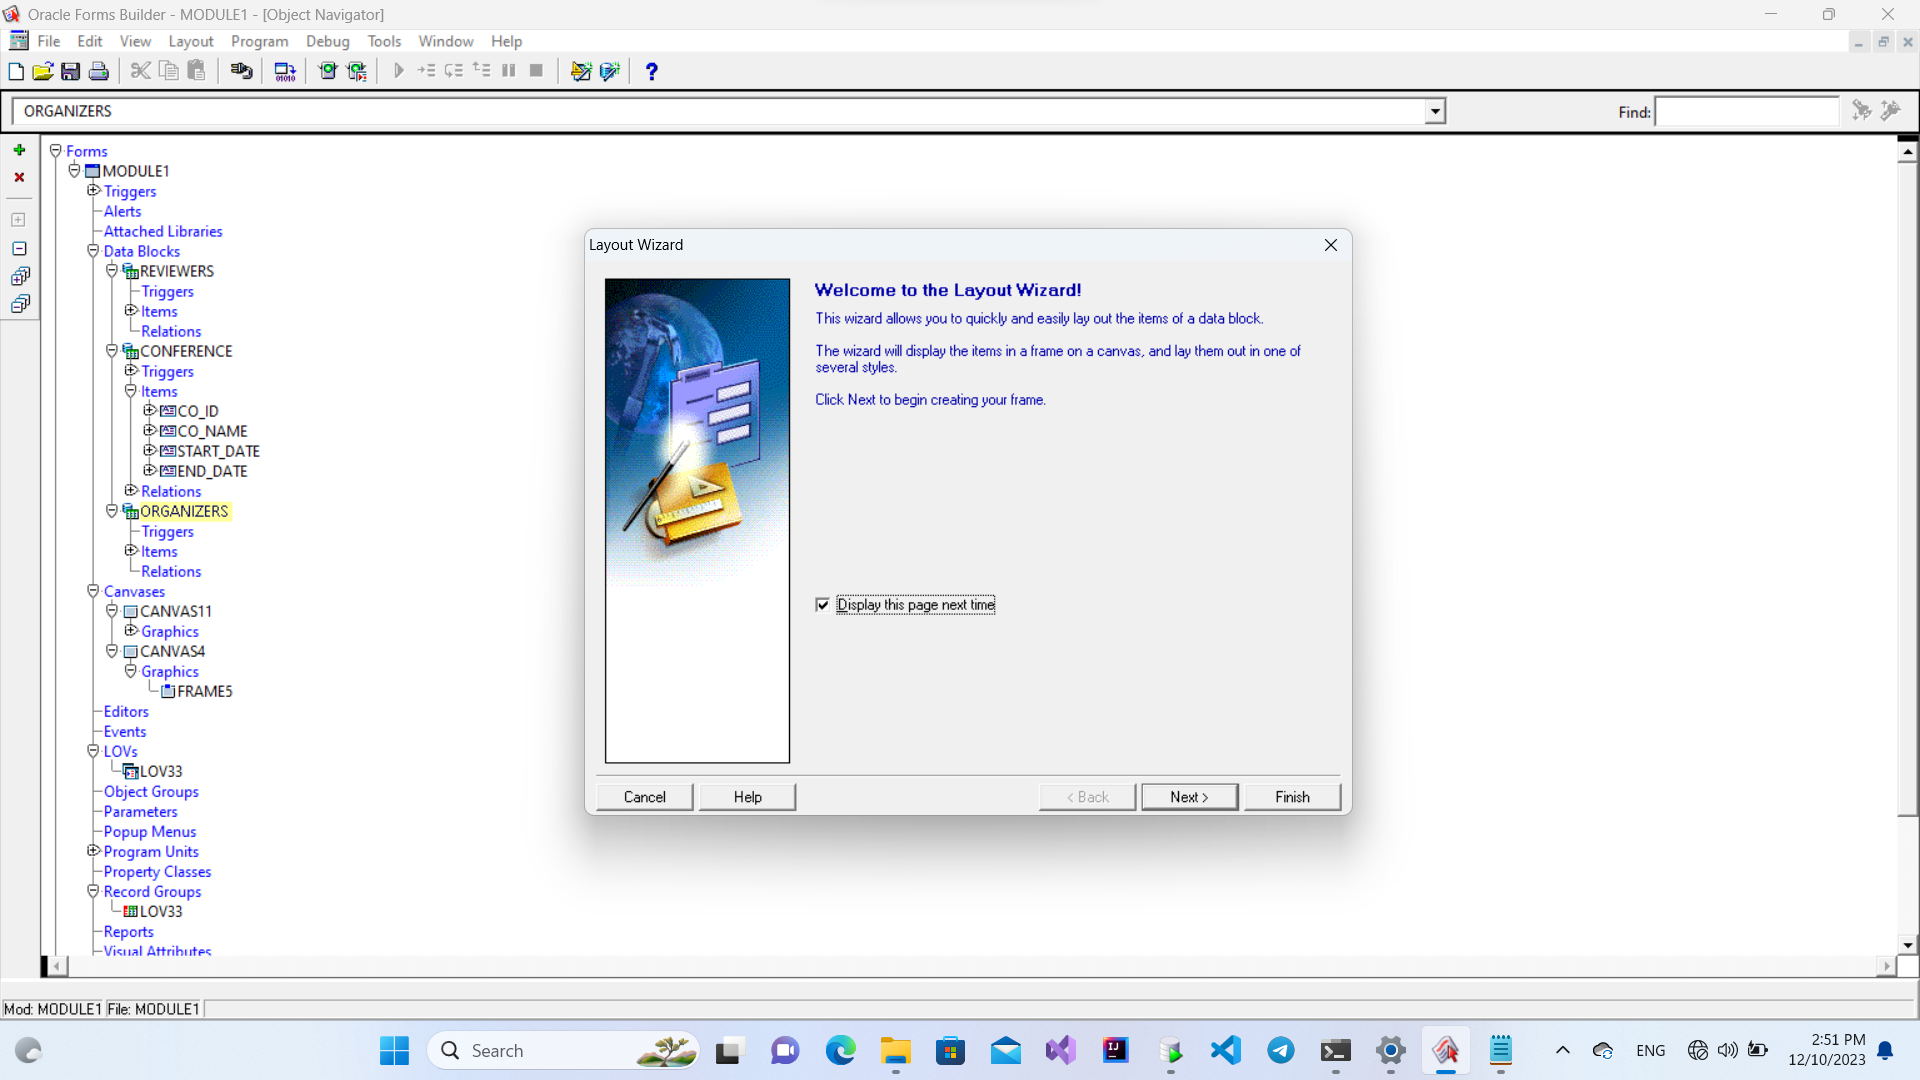 Oracle Forms Builder - MODULE1 - [Object Navigator]
File Edit View Layout Program Debug Tools Window Help
ORGANIZERS
Find:
Forms
MODULE1
Triggers
Alerts
Attached Libraries
Data Blocks
REVIEWERS
Triggers
Items
Relations
CONFERENCE
Triggers
Items
CO_ID
CO_NAME
START_DATE
END_DATE
Relations
ORGANIZERS
Triggers
Items
Relations
Canvases
CANVAS11
Graphics
CANVAS4
Graphics
FRAME5
Editors
Events
LOVs
LOV33
Object Groups
Parameters
Popup Menus
Program Units
Property Classes
Record Groups
LOV33
Reports
Visual Attributes
Layout Wizard
Welcome to the Layout Wizard!
This wizard allows you to quickly and easily lay out the items of a data block.
The wizard will display the items in a frame on a canvas, and lay them out in one of
several styles.
Click Next to begin creating your frame.
Display this page next time
Cancel Help < Back Next > Finish
Mod: MODULE1 File: MODULE1
Search
ENG
2:51 PM
12/10/2023